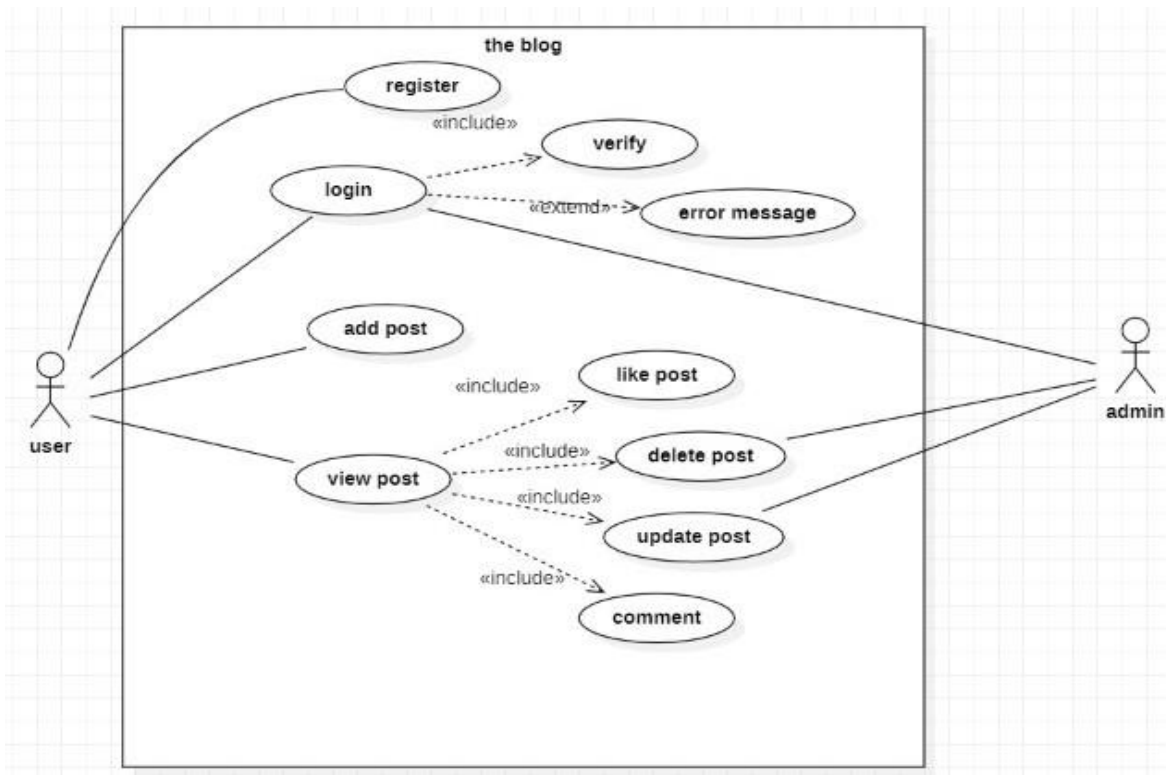 the blog
register
«include»
verify
login
«extend»
error message
add post
like post
«include»
user
admin
delete post
«include»
view post
«include»
update post
«include»
comment